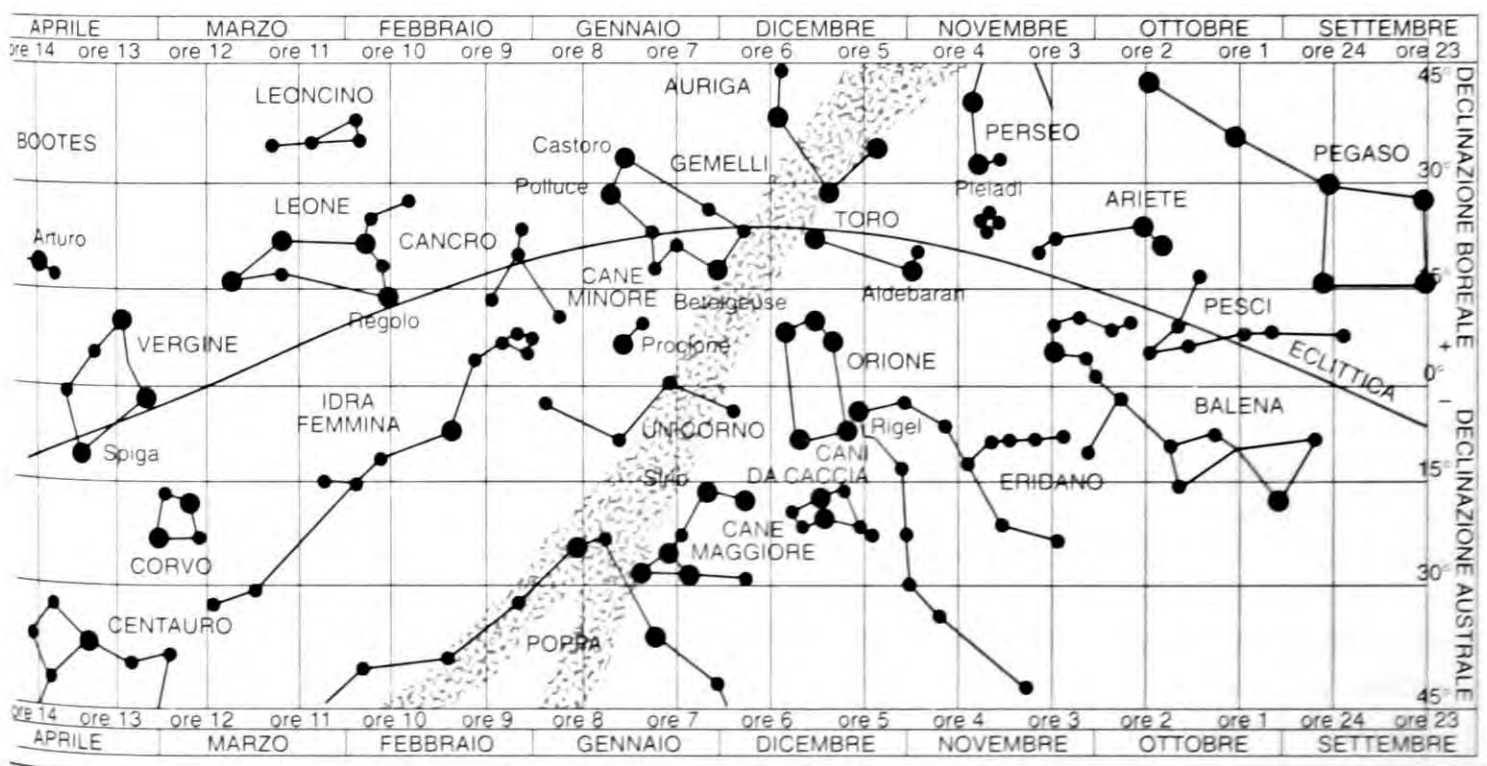 APRILE MARZO FEBBRAIO GENNAIO DICEMBRE NOVEMBRE OTTOBRE SETTEMBRE
ore 14 ore 13 ore 12 ore 11 ore 10 ore 9 ore 8 ore 7 ore 6 ore 5 ore 4 ore 3 ore 2 ore 1 ore 24 ore 23
45°
AURIGA
LEONCINO
PERSEO
BOOTES
Castoro
PEGASO
GEMELLI
30°
Polluce
Pleiadi
ARIETE
LEONE
TORO
Arturo
CANCRO
CANE
MINORE
15°
Betelgeuse
Aldebaran
PESCI
Regolo
VERGINE
Procione
ORIONE
+
ECLITTICA
0°
–
IDRA
FEMMINA
BALENA
UNICORNO
Rigel
Spiga
CANI
DA CACCIA
Sirio
15°
ERIDANO
CANE
MAGGIORE
CORVO
30°
CENTAURO
POPPA
45°
DECLINAZIONE BOREALE
DECLINAZIONE AUSTRALE
ore 14 ore 13 ore 12 ore 11 ore 10 ore 9 ore 8 ore 7 ore 6 ore 5 ore 4 ore 3 ore 2 ore 1 ore 24 ore 23
APRILE MARZO FEBBRAIO GENNAIO DICEMBRE NOVEMBRE OTTOBRE SETTEMBRE